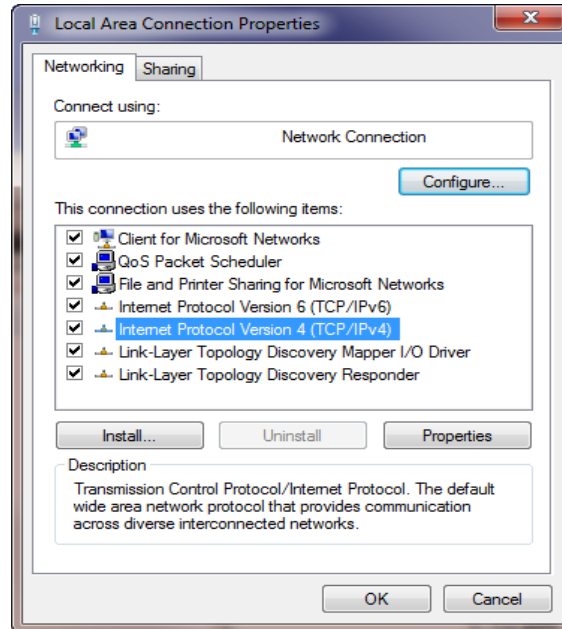 Local Area Connection Properties
Networking
Sharing
Connect using:
Network Connection
Configure...
This connection uses the following items:
Client for Microsoft Networks
QoS Packet Scheduler
File and Printer Sharing for Microsoft Networks
Internet Protocol Version 6 (TCP/IPv6)
Internet Protocol Version 4 (TCP/IPv4)
Link-Layer Topology Discovery Mapper I/O Driver
Link-Layer Topology Discovery Responder
Install...
Uninstall
Properties
Description
Transmission Control Protocol/Internet Protocol. The default
wide area network protocol that provides communication
across diverse interconnected networks.
OK
Cancel